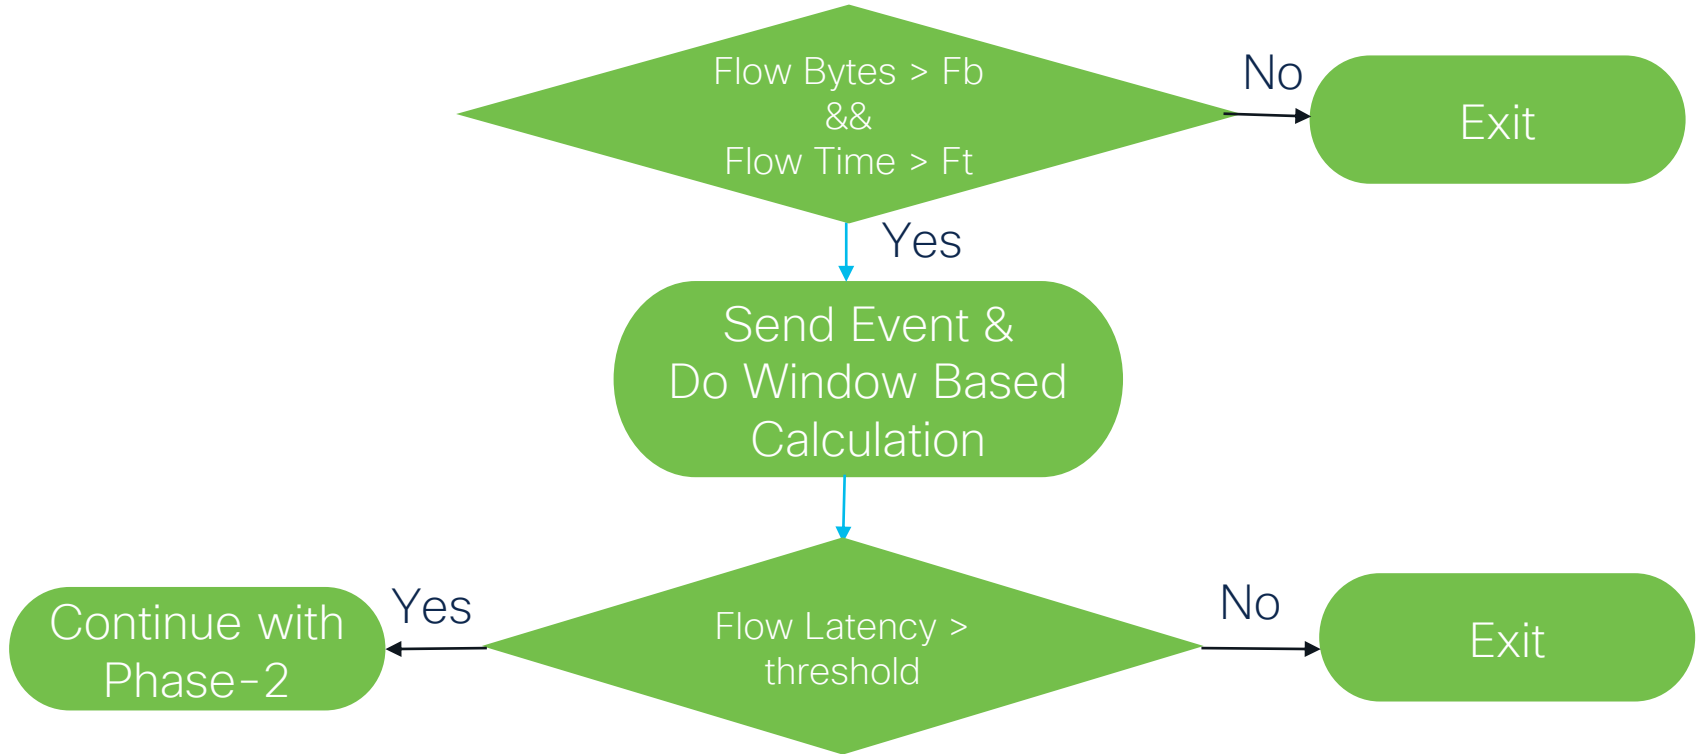 Flow Bytes > Fb
&&
Flow Time > Ft
No
Exit
Yes
Send Event &
Do Window Based
Calculation
Continue with
Phase-2
Yes
Flow Latency >
threshold
No
Exit